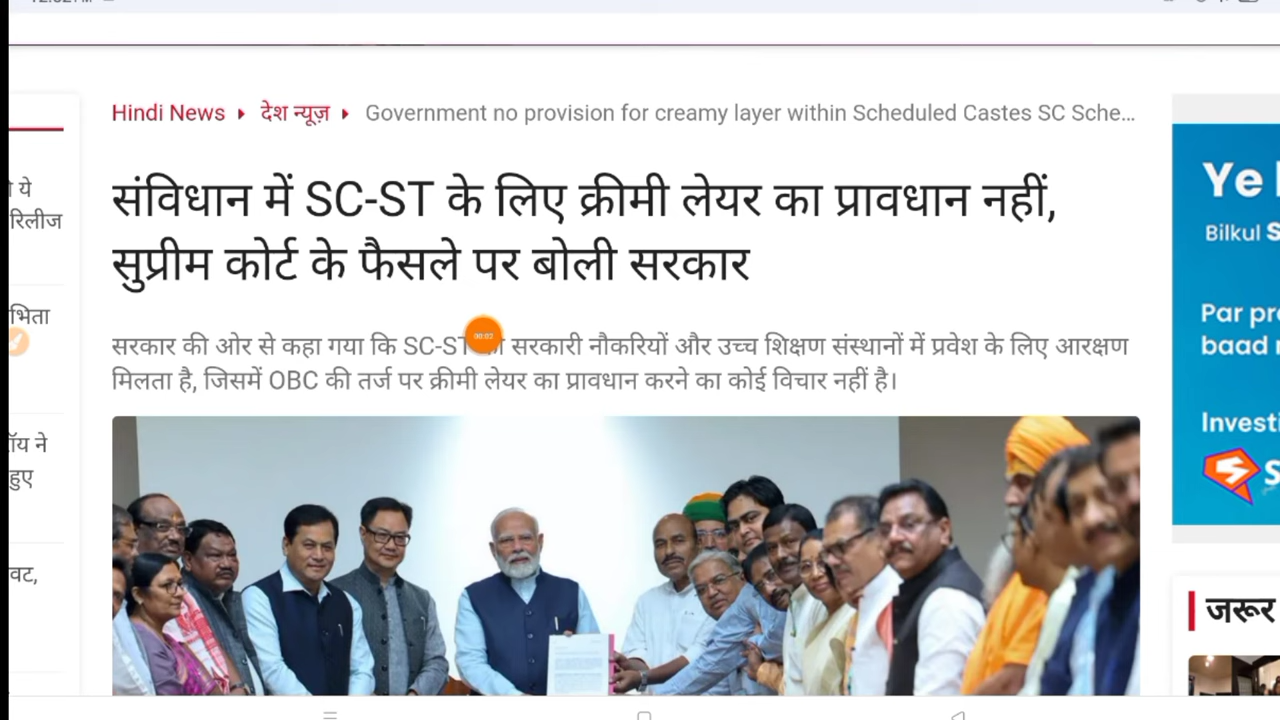 Hindi News
देश न्यूज़
Government no provision for creamy layer within Scheduled Castes SC Sche...
संविधान में SC-ST के लिए क्रीमी लेयर का प्रावधान नहीं,
सुप्रीम कोर्ट के फैसले पर बोली सरकार
सरकार की ओर से कहा गया कि SC-ST सरकारी नौकरियों और उच्च शिक्षण संस्थानों में प्रवेश के लिए आरक्षण
मिलता है, जिसमें OBC की तर्ज पर क्रीमी लेयर का प्रावधान करने का कोई विचार नहीं है।
ये
रिलीज
ने
हुए
Ye
Bilkul
Par
baad
Investi
जरूर